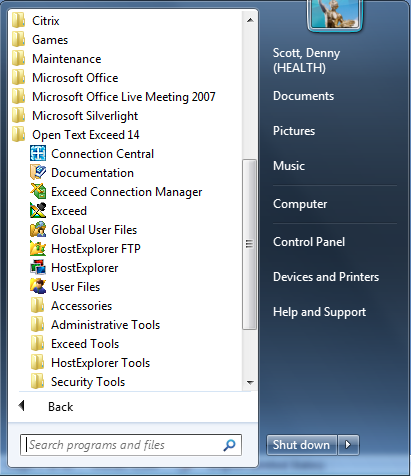 Citrix
Games
Maintenance
Microsoft Office
Microsoft Office Live Meeting 2007
Microsoft Silverlight
Open Text Exceed 14
Connection Central
Documentation
Exceed Connection Manager
Exceed
Global User Files
HostExplorer FTP
HostExplorer
User Files
Accessories
Administrative Tools
Exceed Tools
HostExplorer Tools
Security Tools
Back
Search programs and files
Scott, Denny
(HEALTH)
Documents
Pictures
Music
Computer
Control Panel
Devices and Printers
Help and Support
Shut down